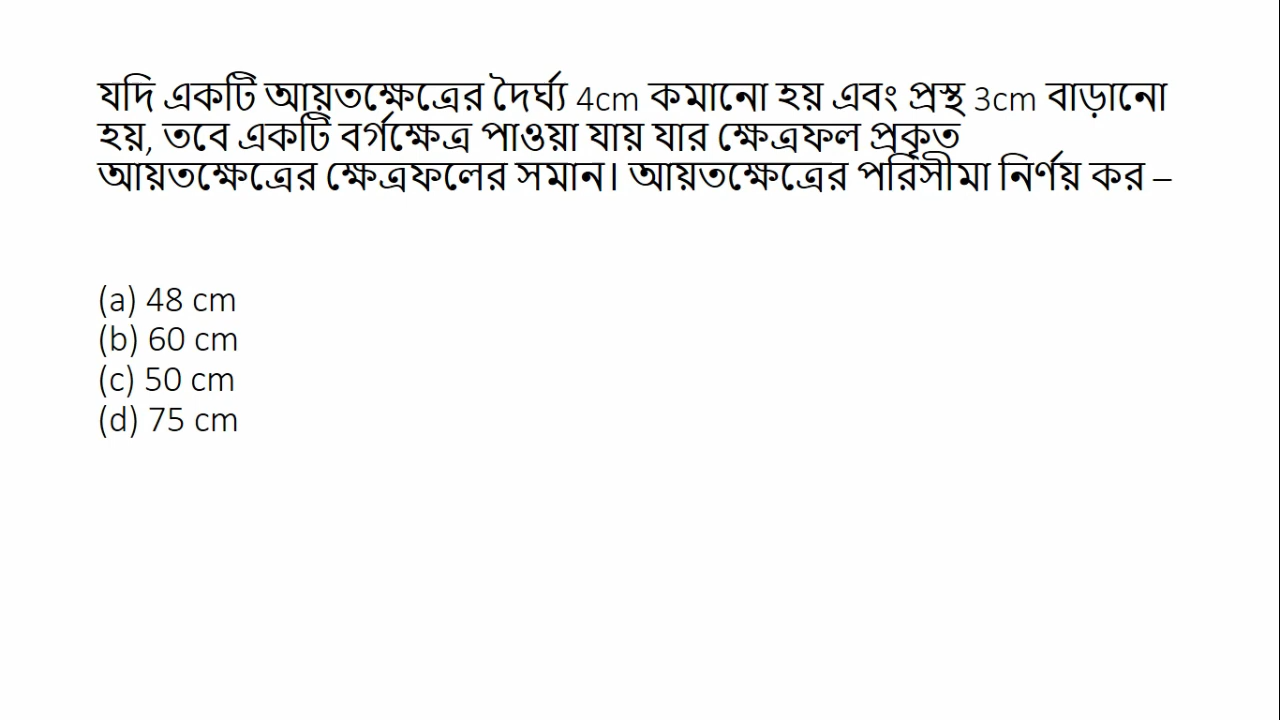 যদি একটি আয়তক্ষেত্রের দৈর্ঘ্য 4cm কমানো হয় এবং প্রস্থ 3cm বাড়ানো
হয়, তবে একটি বর্গক্ষেত্র পাওয়া যায় যার ক্ষেত্রফল প্রকৃত
আয়তক্ষেত্রের ক্ষেত্রফলের সমান। আয়তক্ষেত্রের পরিসীমা নির্ণয় কর –
(a) 48 cm
(b) 60 cm
(c) 50 cm
(d) 75 cm